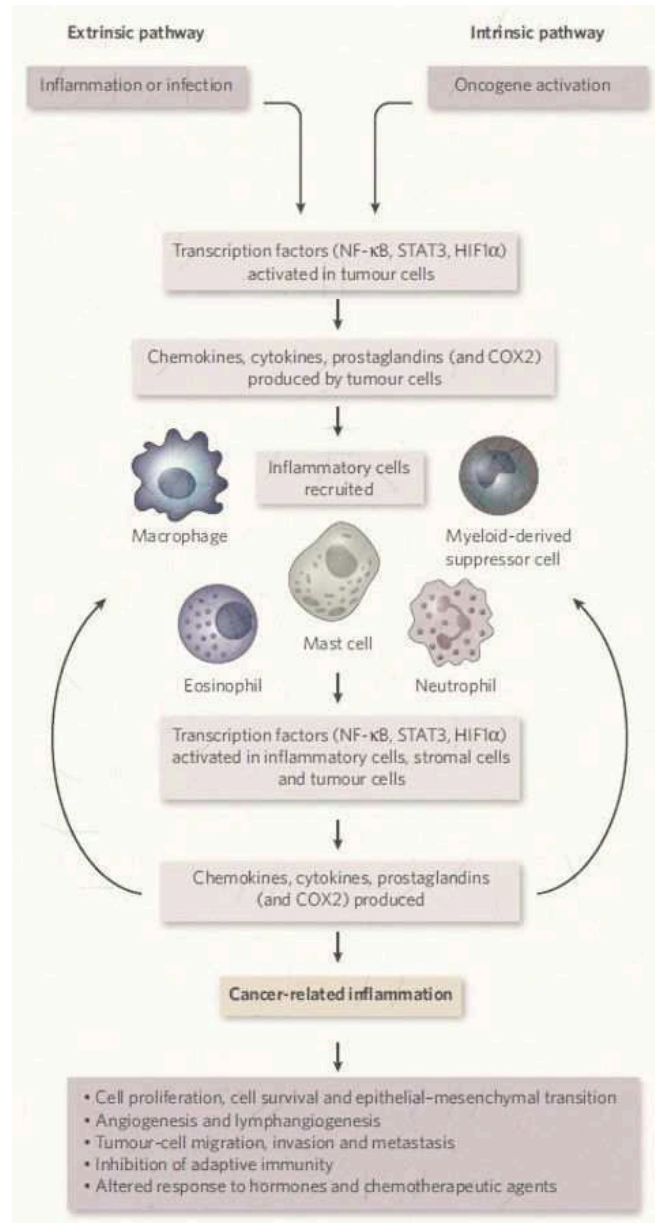 Extrinsic pathway
Intrinsic pathway
Inflammation or infection
Oncogene activation
Transcription factors (NF-κB, STAT3, HIF1α)
activated in tumour cells
Chemokines, cytokines, prostaglandins (and COX2)
produced by tumour cells
Inflammatory cells
recruited
Macrophage
Myeloid-derived
suppressor cell
Mast cell
Eosinophil
Neutrophil
Transcription factors (NF-κB, STAT3, HIF1α)
activated in inflammatory cells, stromal cells
and tumour cells
Chemokines, cytokines, prostaglandins
(and COX2) produced
Cancer-related inflammation
• Cell proliferation, cell survival and epithelial–mesenchymal transition
• Angiogenesis and lymphangiogenesis
• Tumour-cell migration, invasion and metastasis
• Inhibition of adaptive immunity
• Altered response to hormones and chemotherapeutic agents